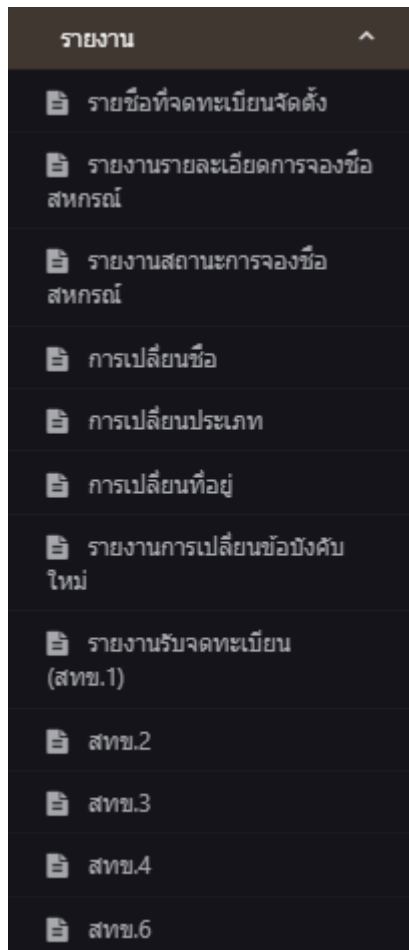 รายงาน
รายชื่อที่จดทะเบียนจัดตั้ง
รายงานรายละเอียดการจองชื่อ
สหกรณ์
รายงานสถานะการจองชื่อ
สหกรณ์
การเปลี่ยนชื่อ
การเปลี่ยนประเภท
การเปลี่ยนที่อยู่
รายงานการเปลี่ยนข้อบังคับ
ใหม่
รายงานรับจดทะเบียน
(สทข.1)
สทข.2
สทข.3
สทข.4
สทข.6